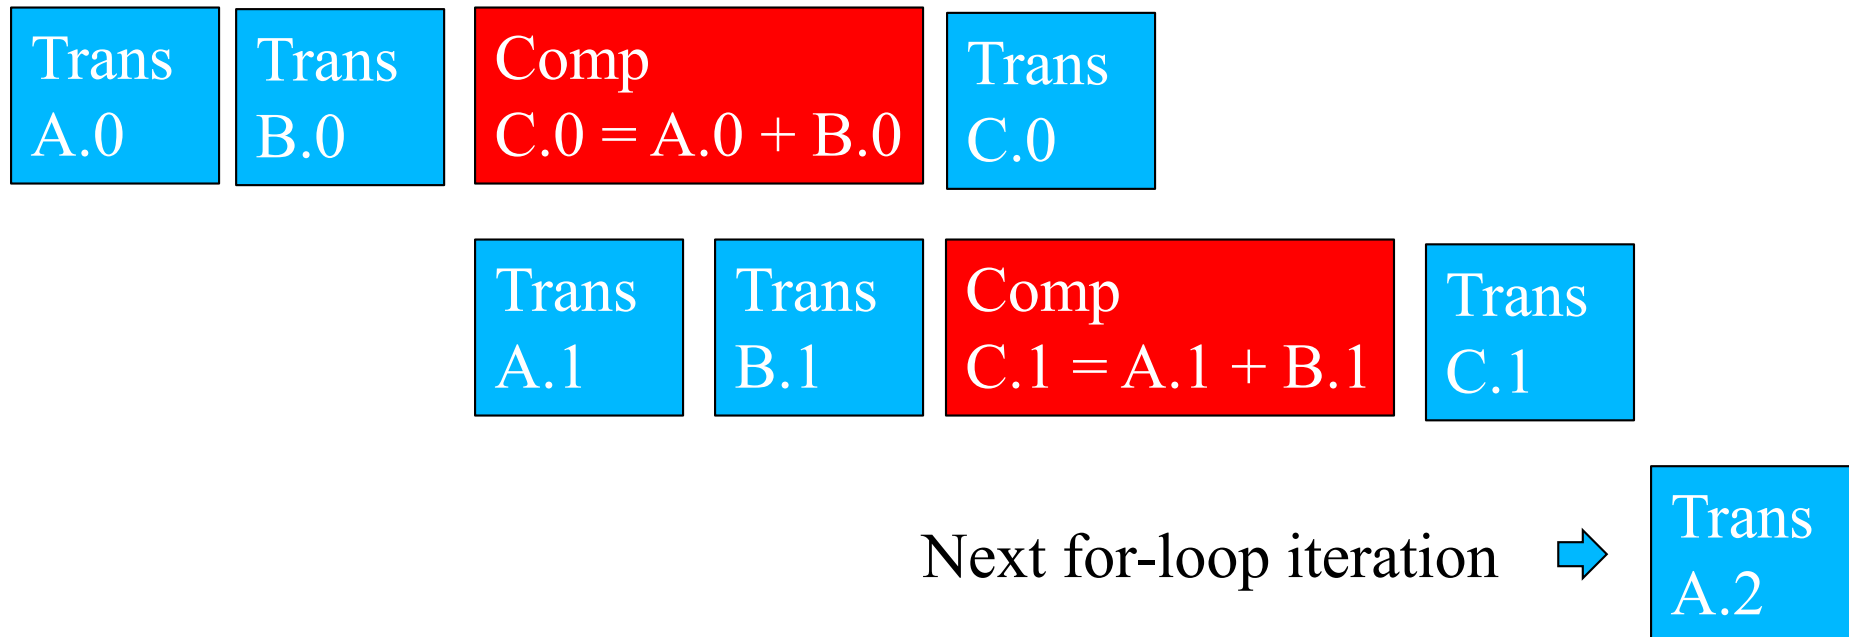 Trans
A.0
Trans
B.0
Comp
C.0 = A.0 + B.0
Trans
C.0
Trans
A.1
Trans
B.1
Comp
C.1 = A.1 + B.1
Trans
C.1
Next for-loop iteration
Trans
A.2